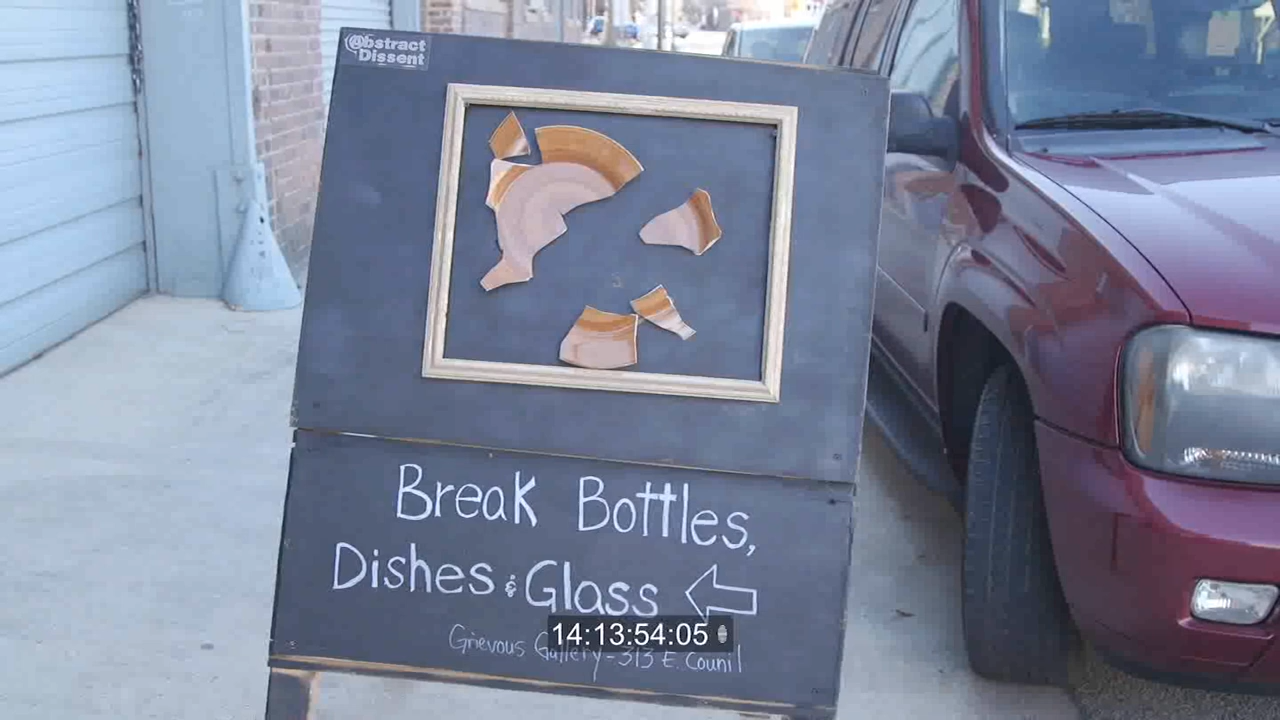 @bstract
Dissent
Break Bottles,
Dishes & Glass
14:13:54:05
Grievous Gallery - 313 E. Counil